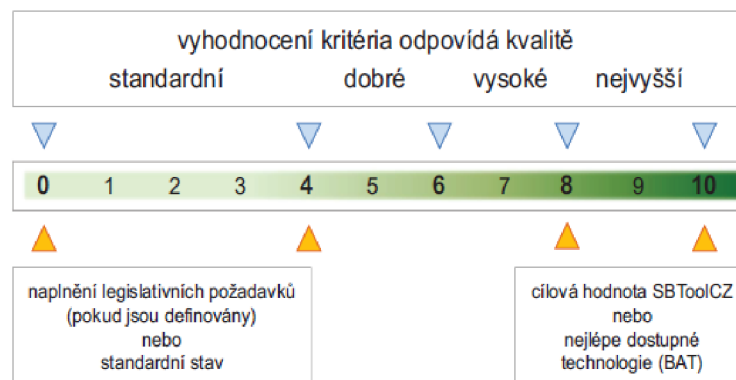 vyhodnocení kritéria odpovídá kvalitě
standardní dobré vysoké nejvyšší
0 1 2 3 4 5 6 7 8 9 10
naplnění legislativních požadavků
(pokud jsou definovány)
nebo
standardní stav
cílová hodnota SBToolCZ
nebo
nejlépe dostupné
technologie (BAT)